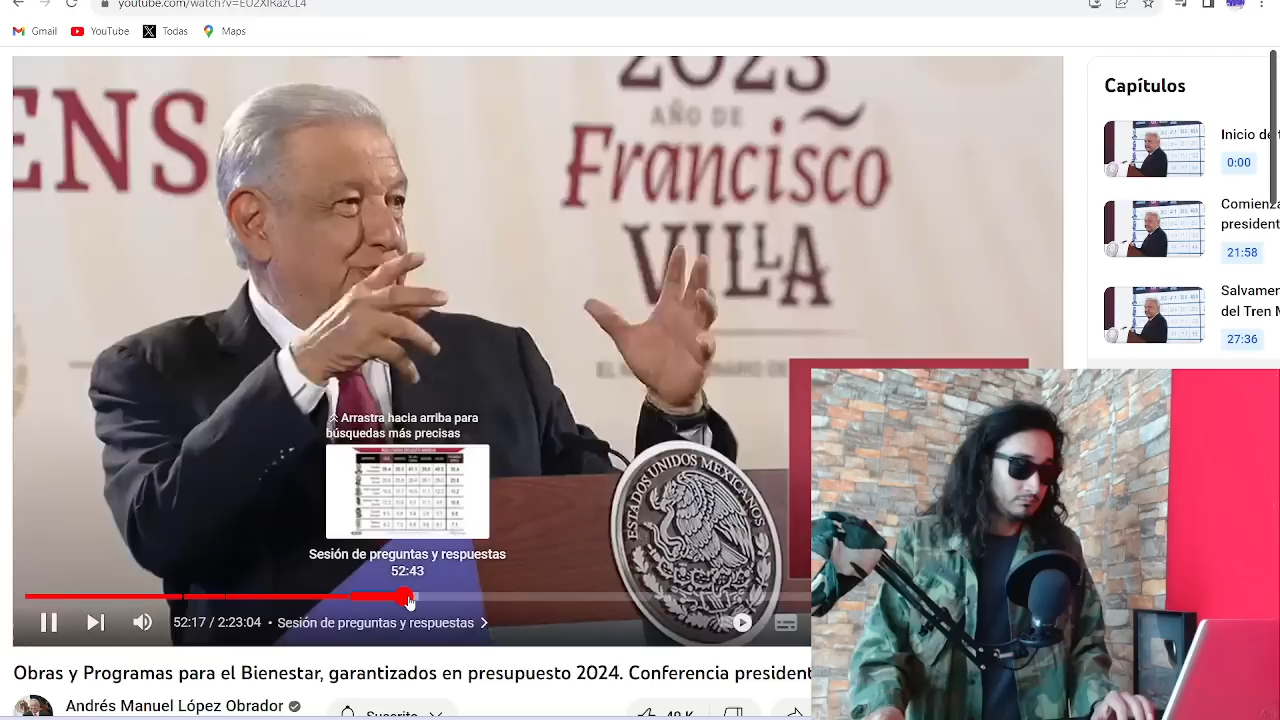 youtube.com/watch?v=EU2XIRazCL4
Gmail
YouTube
Todas
Maps
ENS
2023
AÑO DE
Francisco
VILLA
ESTADOS UNIDOS MEXICANOS
Capítulos
Inicio de
0:00
Comienza
president
21:58
Salvamen
del Tren M
27:36
Arrastra hacia arriba para
búsquedas más precisas
Sesión de preguntas y respuestas
52:43
52:17 / 2:23:04 • Sesión de preguntas y respuestas
Obras y Programas para el Bienestar, garantizados en presupuesto 2024. Conferencia president
Andrés Manuel López Obrador
Suscrito